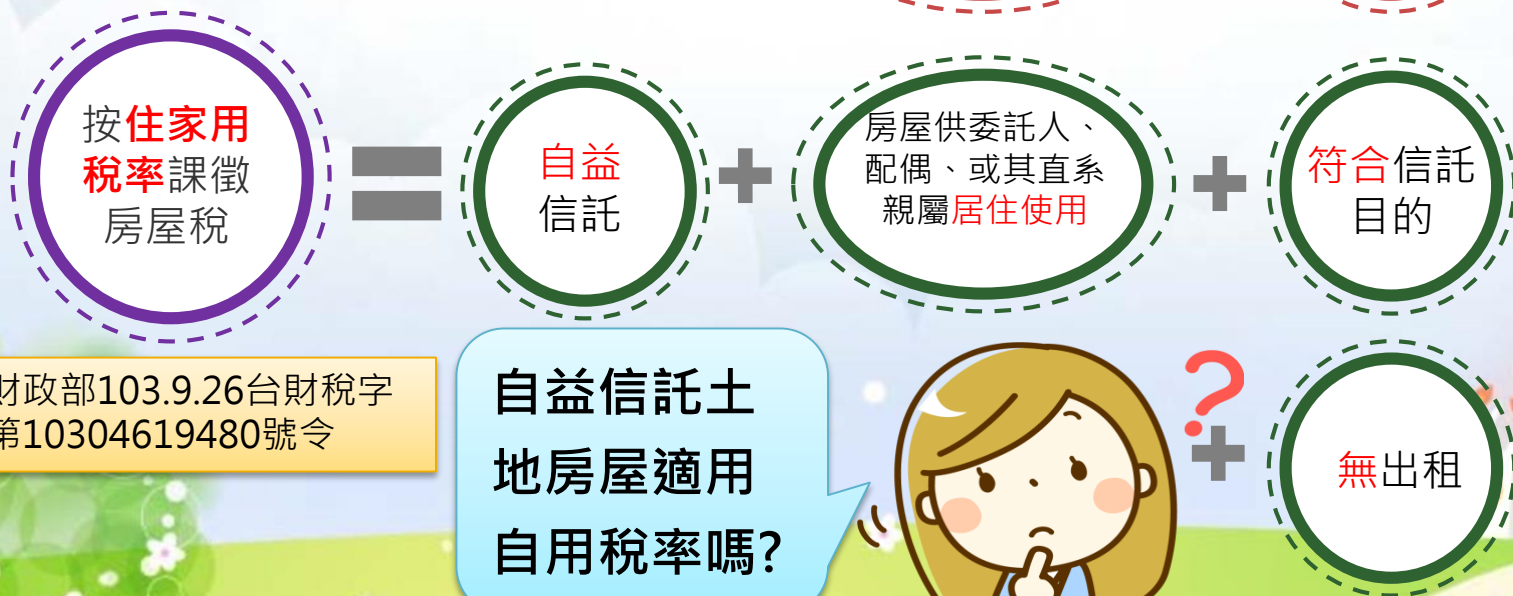 按住家用
稅率課徵
房屋稅
自益
信託
房屋供委託人、
配偶、或其直系
親屬居住使用
符合信託
目的
財政部103.9.26台財稅字
第10304619480號令
自益信託土
地房屋適用
自用稅率嗎?
?
無出租